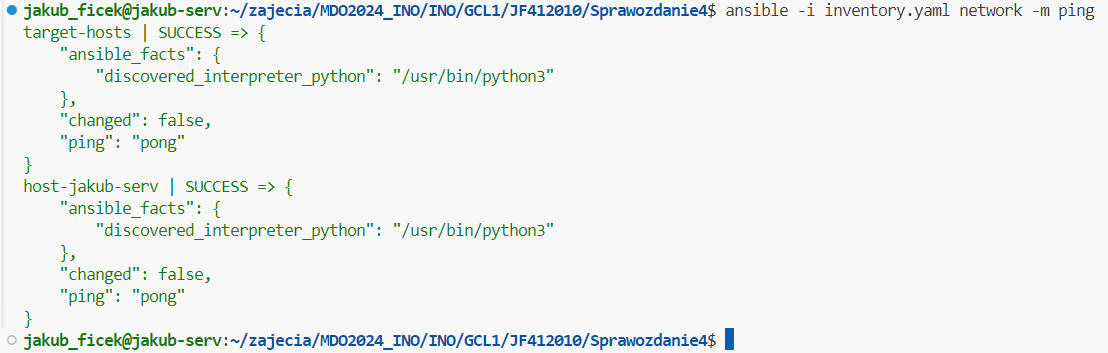 jakub_ficek@jakub-serv:~/zajecia/MDO2024_INO/INO/GCL1/JF412010/Sprawozdanie4$ ansible -i inventory.yaml network -m ping
target-hosts | SUCCESS => {
    "ansible_facts": {
        "discovered_interpreter_python": "/usr/bin/python3"
    },
    "changed": false,
    "ping": "pong"
}
host-jakub-serv | SUCCESS => {
    "ansible_facts": {
        "discovered_interpreter_python": "/usr/bin/python3"
    },
    "changed": false,
    "ping": "pong"
}
jakub_ficek@jakub-serv:~/zajecia/MDO2024_INO/INO/GCL1/JF412010/Sprawozdanie4$